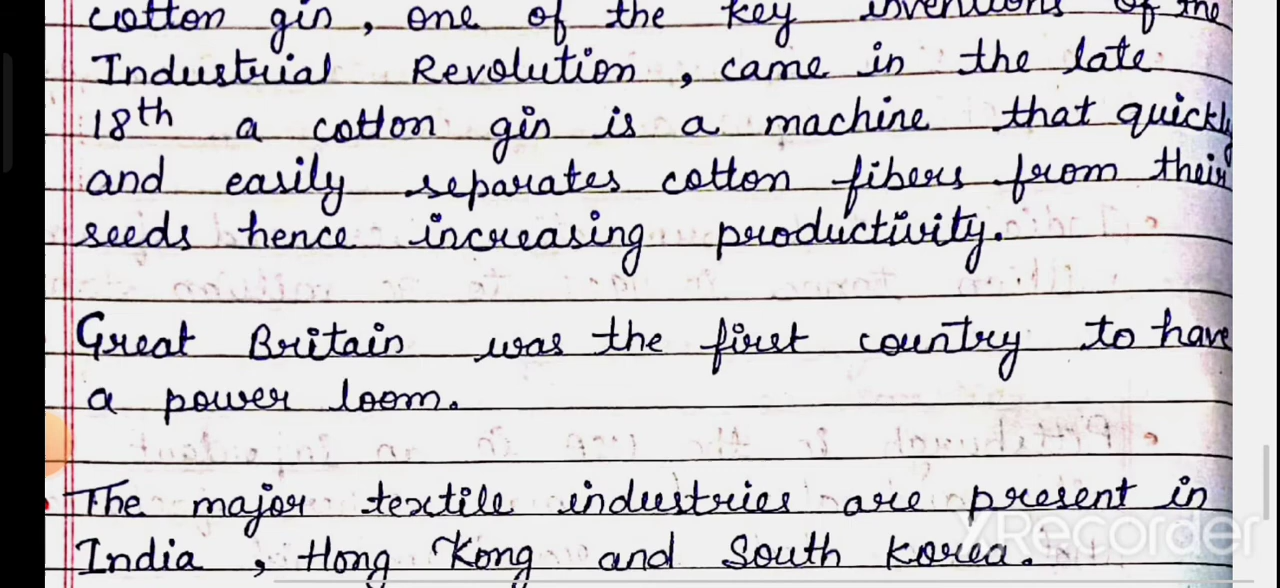 cotton gin, one of the key inventions of the
Industrial Revolution, came in the late
18th a cotton gin is a machine that quickly
and easily separates cotton fibers from their
seeds hence increasing productivity.
Great Britain was the first country to have
a power loom.
The major textile industries are present in
India, Hong Kong and South Korea.
XRecorder